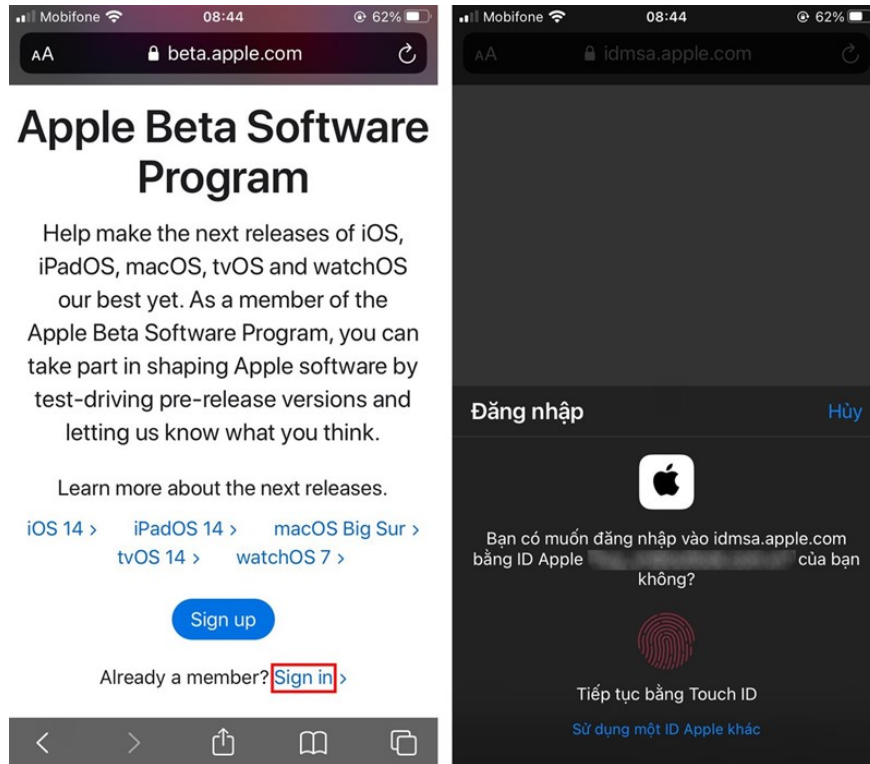 Mobifone 08:44 62%
AA beta.apple.com
Apple Beta Software
Program
Help make the next releases of iOS,
iPadOS, macOS, tvOS and watchOS
our best yet. As a member of the
Apple Beta Software Program, you can
take part in shaping Apple software by
test-driving pre-release versions and
letting us know what you think.
Learn more about the next releases.
iOS 14 > iPadOS 14 > macOS Big Sur >
tvOS 14 > watchOS 7 >
Sign up
Already a member? Sign in >
Mobifone 08:44 62%
AA idmsa.apple.com
Đăng nhập Hủy
Bạn có muốn đăng nhập vào idmsa.apple.com
bằng ID Apple của bạn
không?
Tiếp tục bằng Touch ID
Sử dụng một ID Apple khác